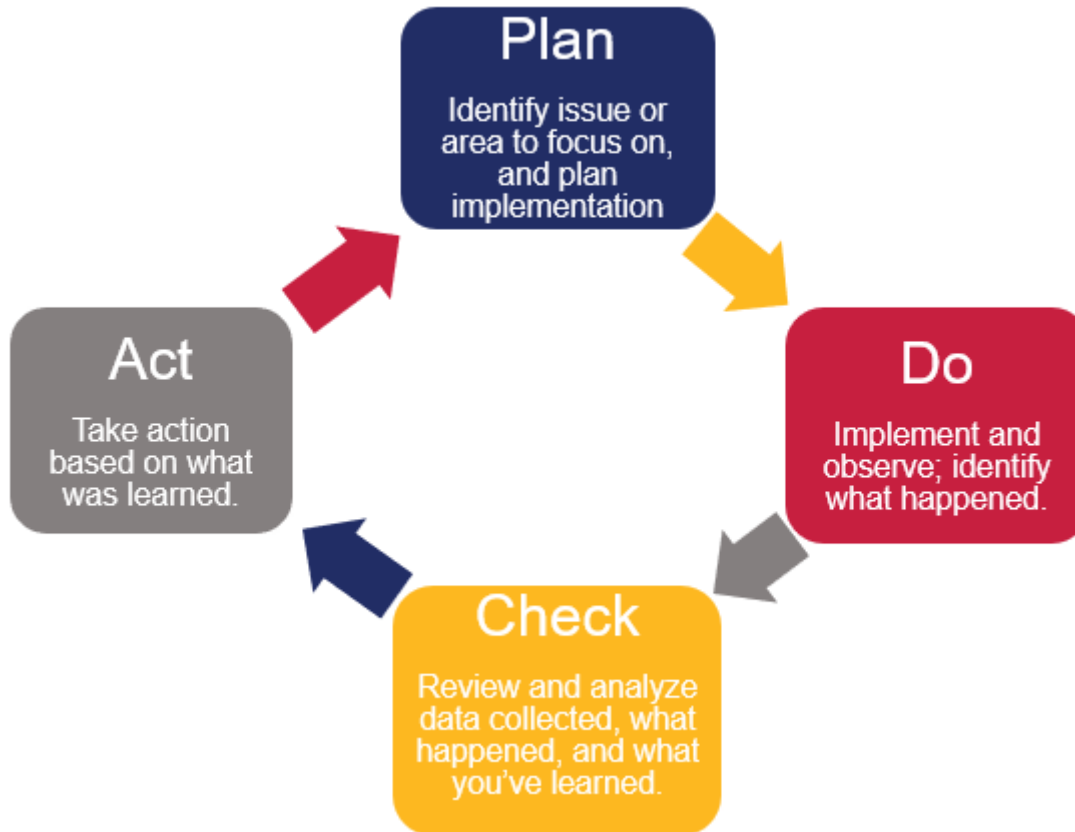 Plan
Identify issue or
area to focus on,
and plan
implementation
Do
Implement and
observe; identify
what happened.
Check
Review and analyze
data collected, what
happened, and what
you've learned.
Act
Take action
based on what
was learned.